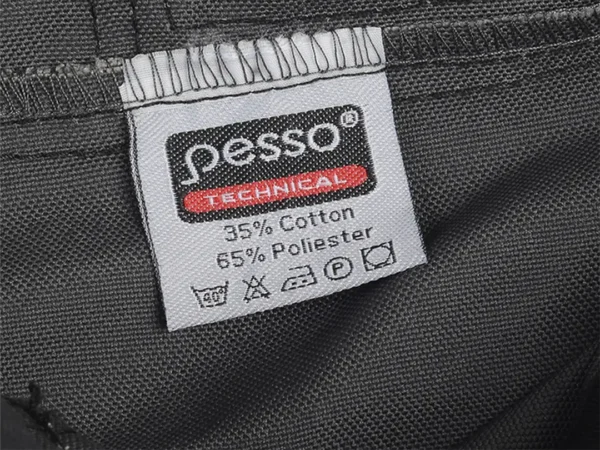 pesso®
TECHNICAL
35% Cotton
65% Poliester
40° P